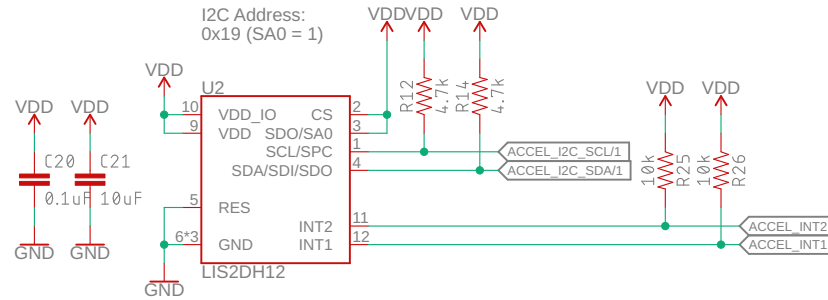 I2C Address:
0x19 (SA0 = 1)
VDD
VDD
VDD
VDD
U2
R12
4.7k
R14
4.7k
VDD
VDD
VDD
VDD
10
VDD_IO
CS
2
9
VDD
SDO/SA0
3
SCL/SPC
1
ACCEL_I2C_SCL/1
SDA/SDI/SDO
4
ACCEL_I2C_SDA/1
C20
C21
0.1uF
10uF
10k
R25
10k
R26
5
RES
INT2
11
ACCEL_INT2
6*3
GND
INT1
12
ACCEL_INT1
GND
GND
LIS2DH12
GND